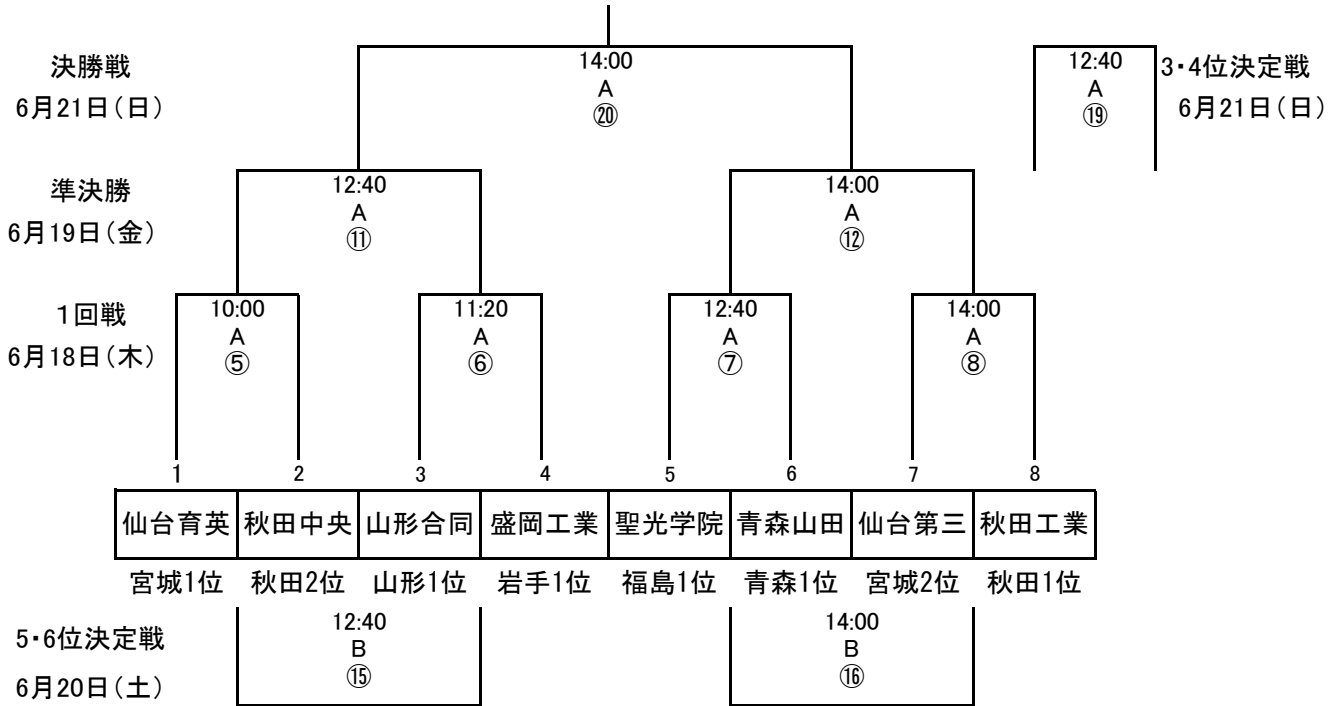 決勝戦
6月21日(日)
14:00
A
⑳
12:40
A
⑲
3・4位決定戦
6月21日(日)
準決勝
6月19日(金)
12:40
A
⑪
14:00
A
⑫
1回戦
6月18日(木)
10:00
A
⑤
11:20
A
⑥
12:40
A
⑦
14:00
A
⑧
1 2 3 4 5 6 7 8
仙台育英 秋田中央 山形合同 盛岡工業 聖光学院 青森山田 仙台第三 秋田工業
宮城1位 秋田2位 山形1位 岩手1位 福島1位 青森1位 宮城2位 秋田1位
5・6位決定戦
6月20日(土)
12:40
B
⑮
14:00
B
⑯